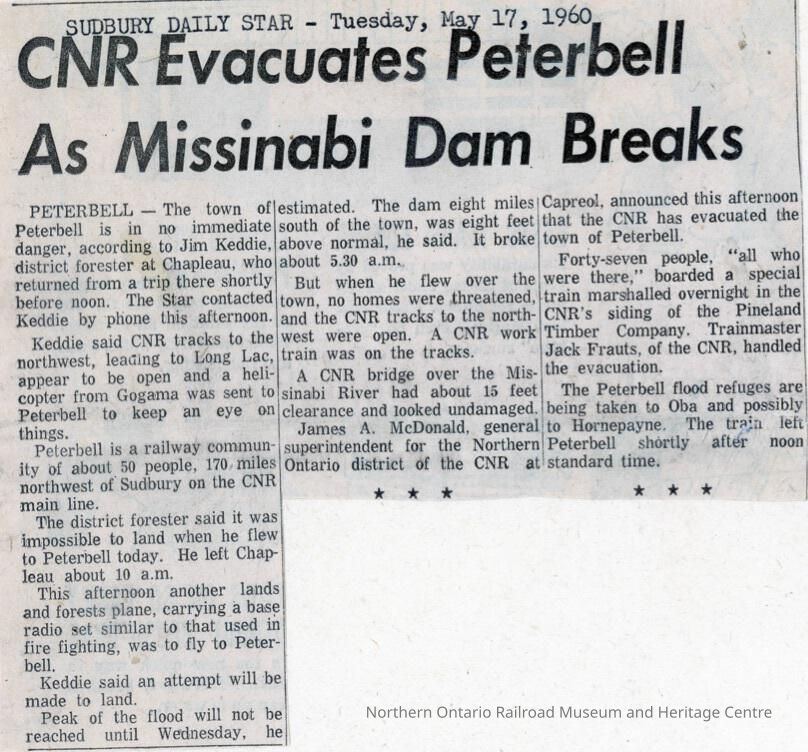 SUDBURY DAILY STAR - Tuesday, May 17, 1960
CNR Evacuates Peterbell
As Missinabi Dam Breaks
PETERBELL — The town of
Peterbell is in no immediate
danger, according to Jim Keddie,
district forester at Chapleau, who
returned from a trip there shortly
before noon. The Star contacted
Keddie by phone this afternoon.
Keddie said CNR tracks to the
northwest, leading to Long Lac,
appear to be open and a heli-
copter from Gogama was sent to
Peterbell to keep an eye on
things.
Peterbell is a railway commun-
ity of about 50 people, 170 miles
northwest of Sudbury on the CNR
main line.
The district forester said it was
impossible to land when he flew
to Peterbell today. He left Chap-
leau about 10 a.m.
This afternoon another lands
and forests plane, carrying a base
radio set similar to that used in
fire fighting, was to fly to Peter-
bell.
Keddie said an attempt will be
made to land.
Peak of the flood will not be
reached until Wednesday, he
estimated. The dam eight miles
south of the town, was eight feet
above normal, he said. It broke
about 5.30 a.m.
But when he flew over the
town, no homes were threatened,
and the CNR tracks to the north-
west were open. A CNR work
train was on the tracks.
A CNR bridge over the Mis-
sinabi River had about 15 feet
clearance and looked undamaged.
James A. McDonald, general
superintendent for the Northern
Ontario district of the CNR at
★ ★ ★
Capreol, announced this afternoon
that the CNR has evacuated the
town of Peterbell.
Forty-seven people, "all who
were there," boarded a special
train marshalled overnight in the
CNR's siding of the Pineland
Timber Company. Trainmaster
Jack Frauts, of the CNR, handled
the evacuation.
The Peterbell flood refuges are
being taken to Oba and possibly
to Hornepayne. The train left
Peterbell shortly after noon
standard time.
★ ★ ★
Northern Ontario Railroad Museum and Heritage Centre